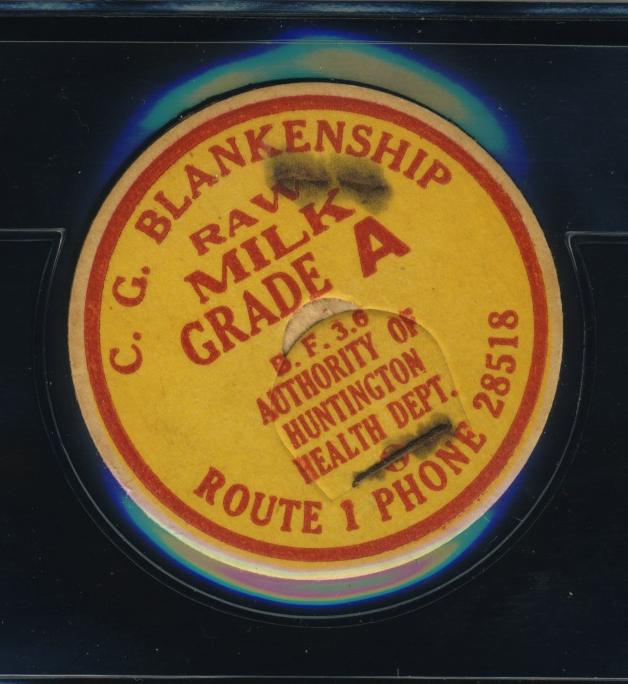 C. G. BLANKENSHIP
RAW
MILK
GRADE A
B. F. 3.6
AUTHORITY OF
HUNTINGTON
HEALTH DEPT.
ROUTE 1 PHONE 28518